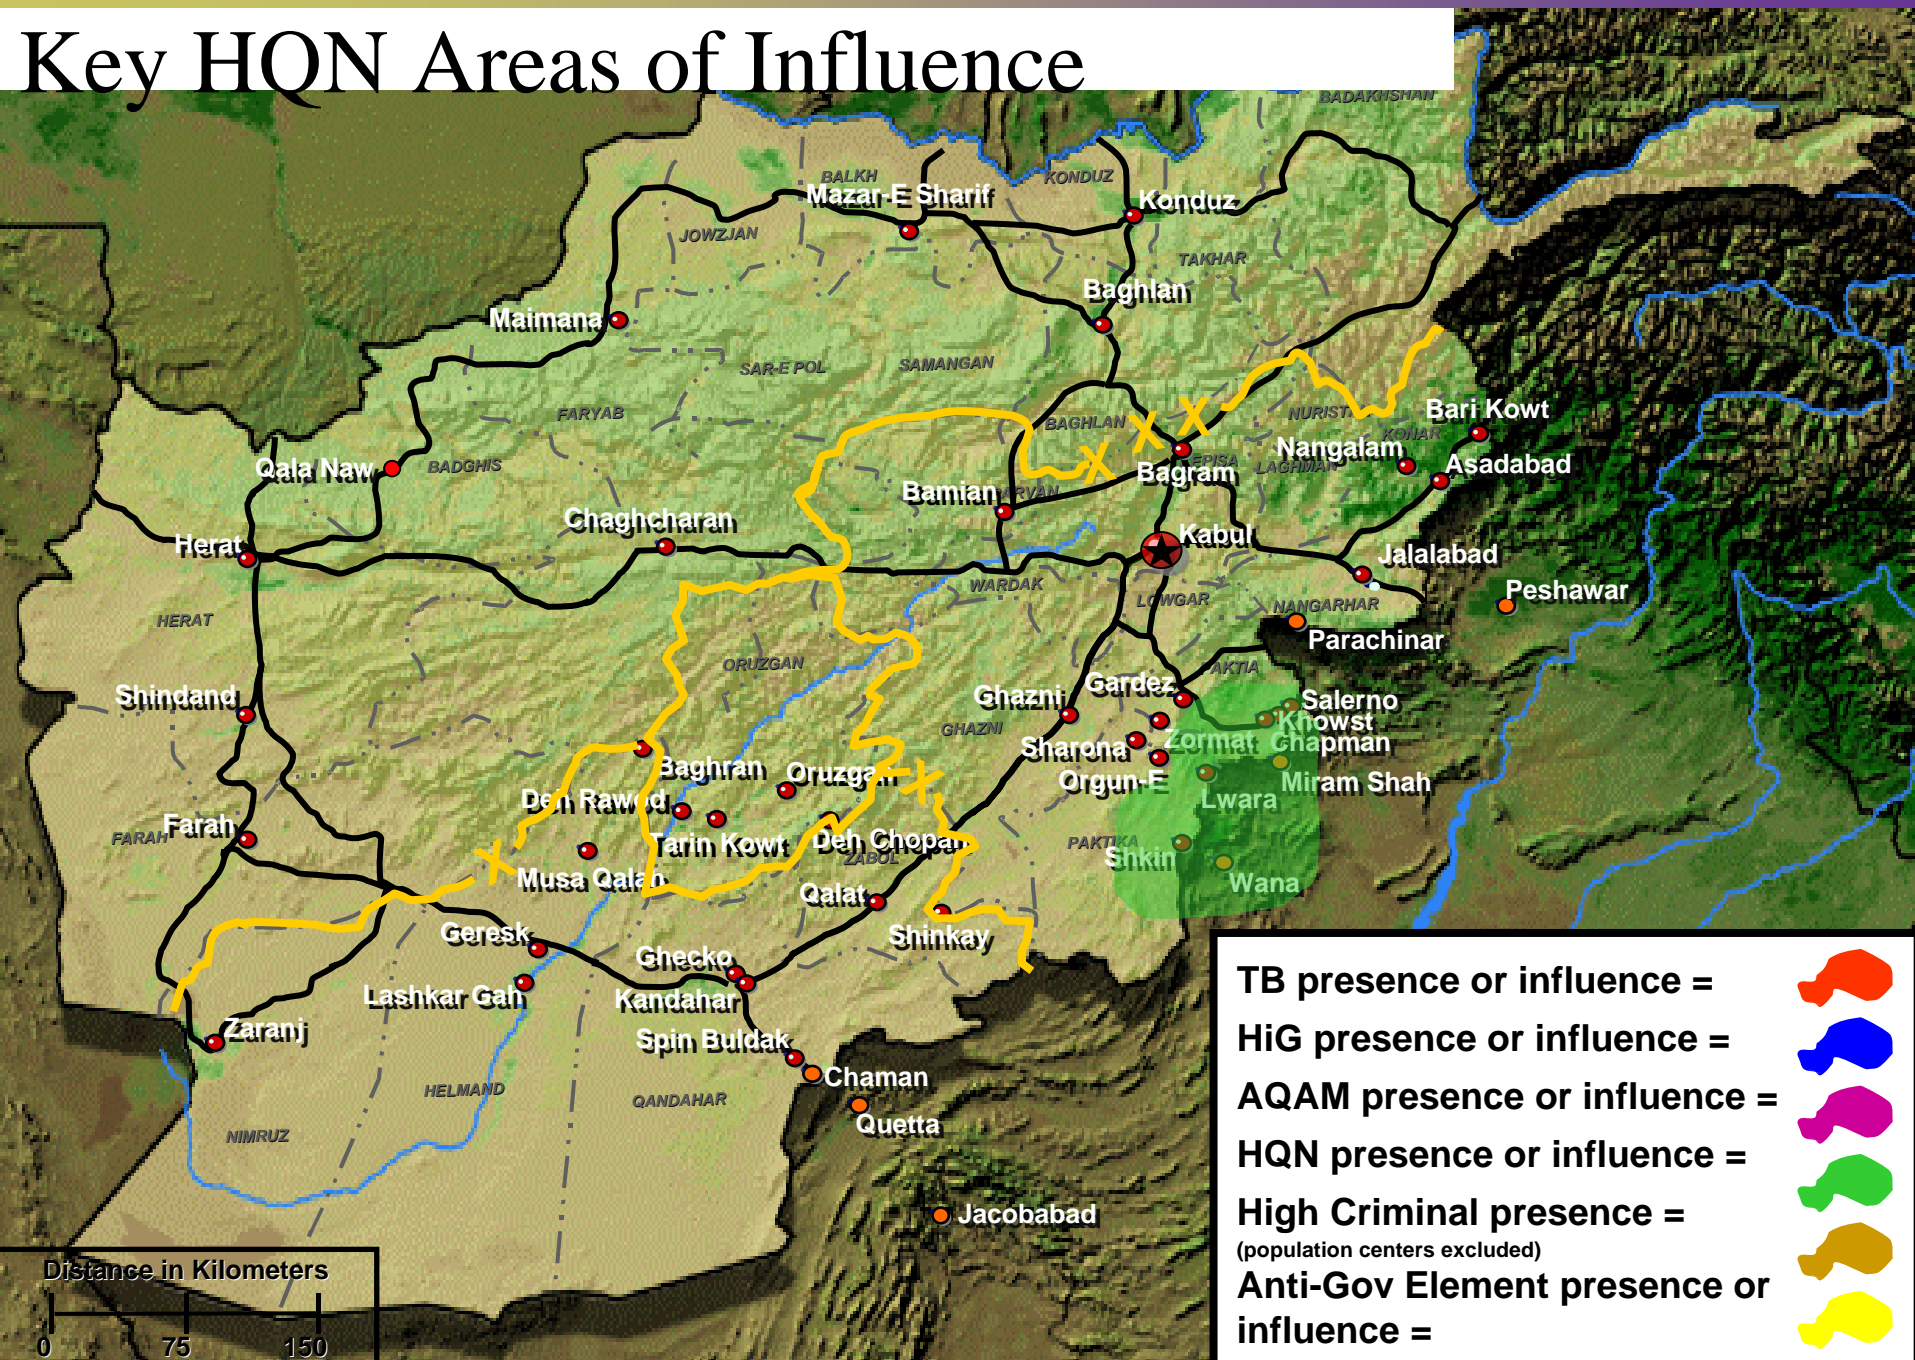 Key HQN Areas of Influence
BADAKHSHAN
BALKH
KONDUZ
Mazar-E Sharif
Konduz
JOWZJAN
TAKHAR
Baghlan
Maimana
SAR-E POL
SAMANGAN
FARYAB
BAGHLAN
NURIST
Bari Kowt
KONAR
Nangalam
Qala Naw
BADGHIS
Bagram
LAGHMAN
Asadabad
Bamian
Chaghcharan
Kabul
Herat
Jalalabad
WARDAK
Peshawar
LOWGAR
NANGARHAR
HERAT
Parachinar
ORUZGAN
AKTIA
Gardez
Shindand
Ghazni
Salerno
Khowst
GHAZNI
Zormat
Chapman
Sharona
Baghran
Oruzgan
Orgun-E
Miram Shah
Deh Rawod
Lwara
Farah
FARAH
Tarin Kowt
Deh Chopan
PAKTIKA
ZABUL
Shkin
Musa Qalah
Wana
Qalat
Geresk
Shinkay
Ghecko
Lashkar Gah
Kandahar
Zaranj
Spin Buldak
Chaman
HELMAND
QANDAHAR
Quetta
NIMRUZ
Jacobabad
TB presence or influence =
HiG presence or influence =
AQAM presence or influence =
HQN presence or influence =
High Criminal presence =
(population centers excluded)
Anti-Gov Element presence or
influence =
Distance in Kilometers
0 75 150